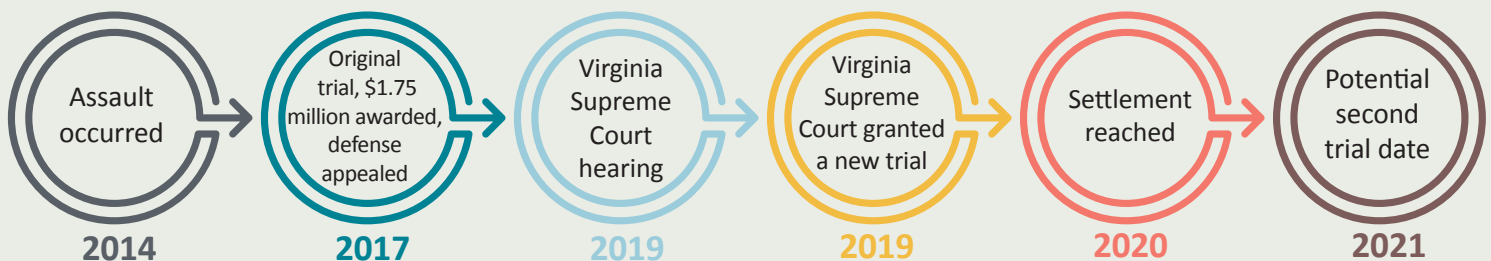 Assault
occurred
2014
Original
trial, $1.75
million awarded,
defense
appealed
2017
Virginia
Supreme
Court
hearing
2019
Virginia
Supreme
Court granted
a new trial
2019
Settlement
reached
2020
Potential
second
trial date
2021